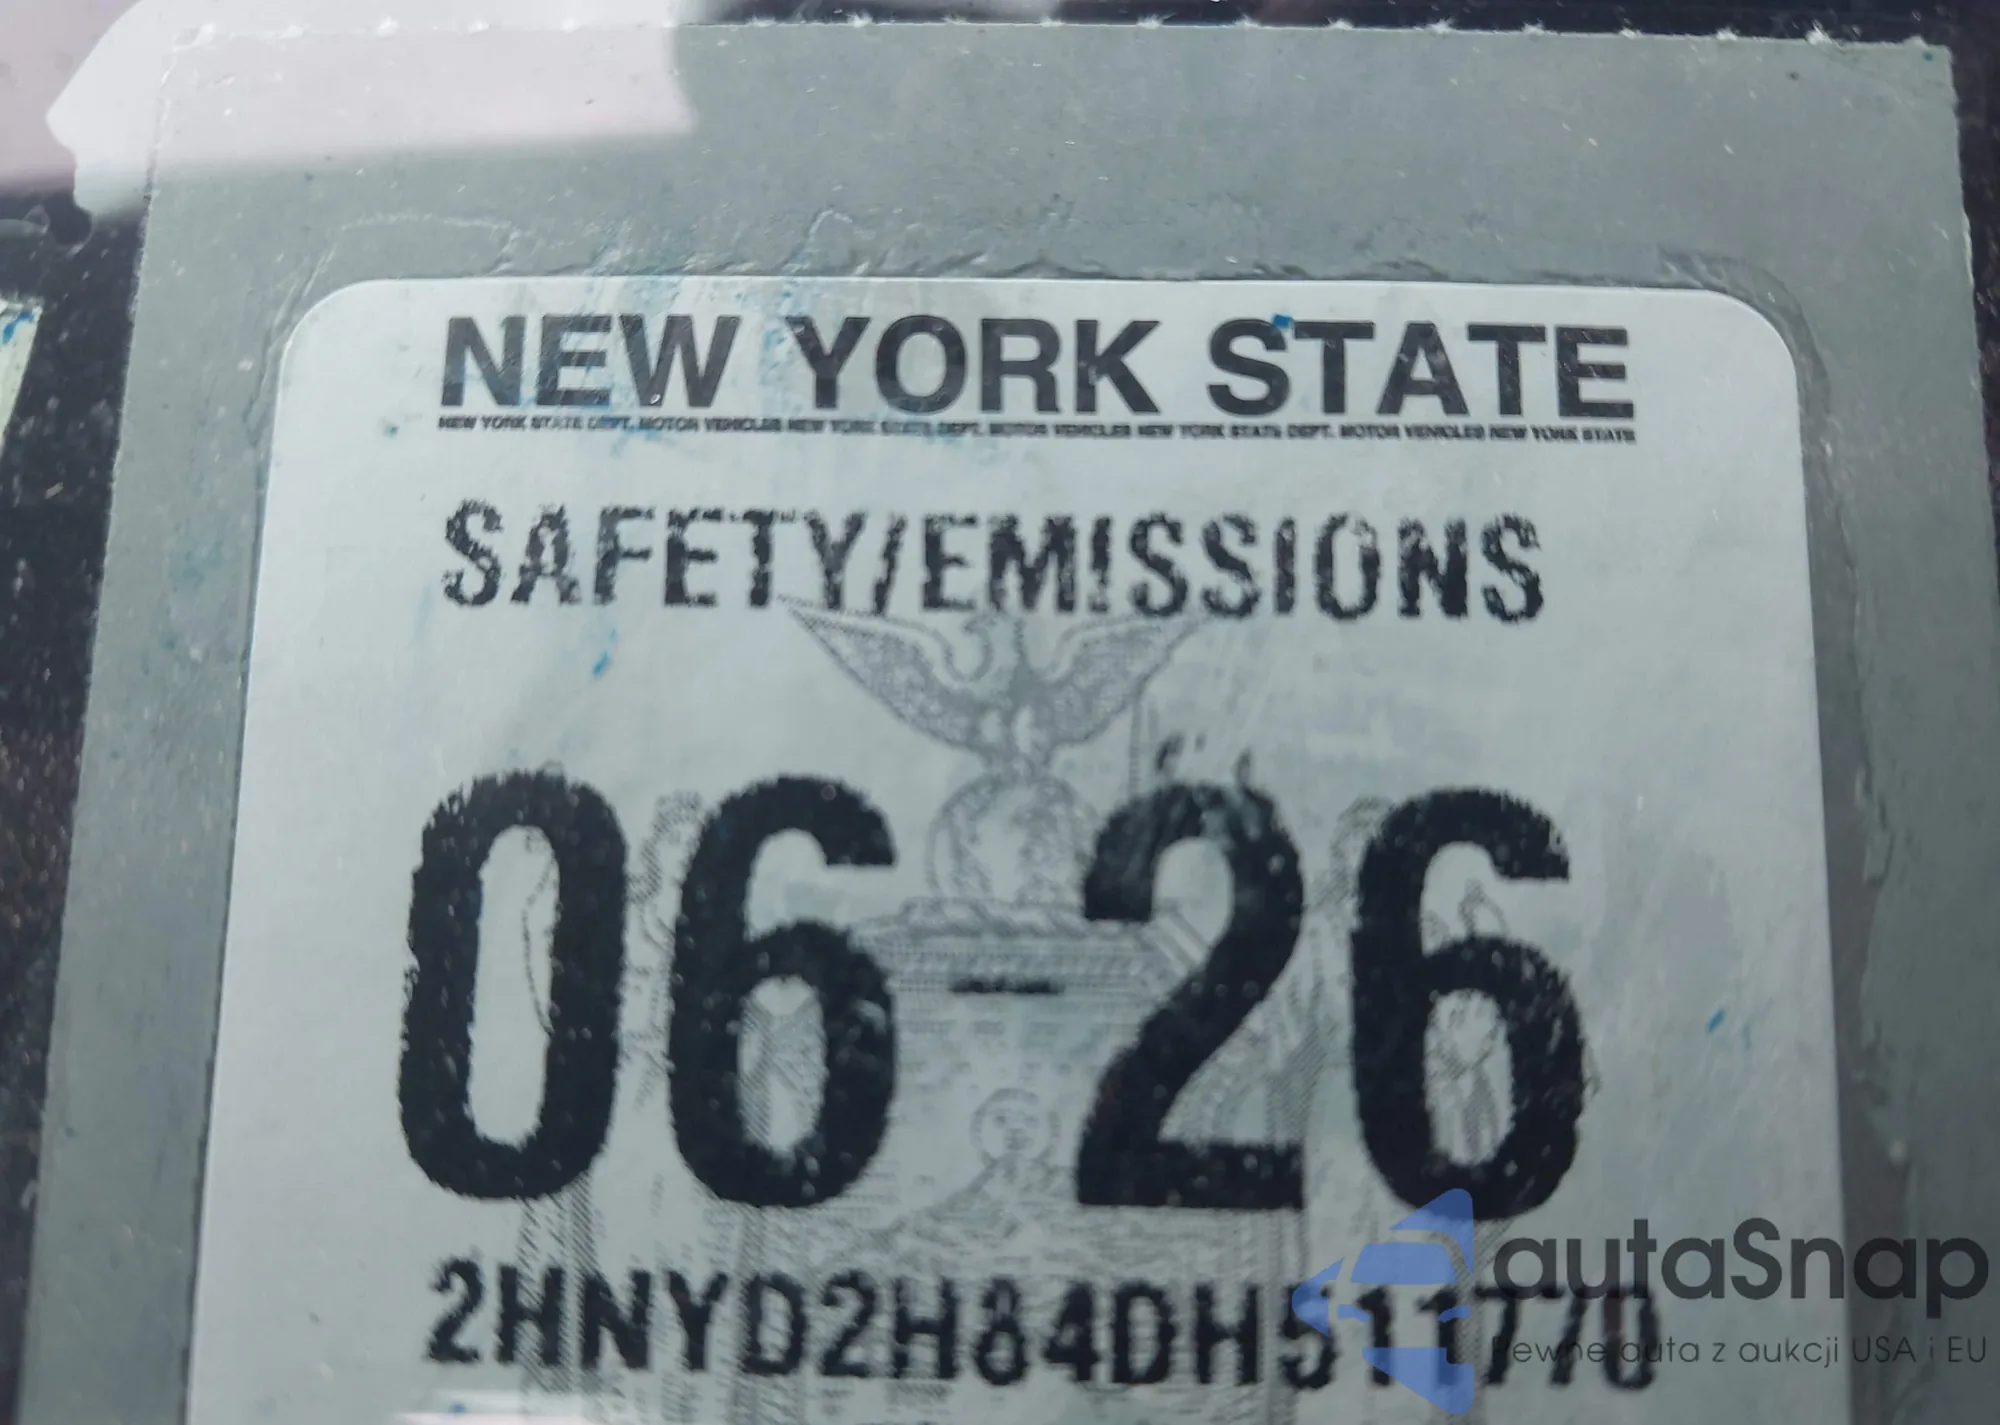 NEW YORK STATE
NEW YORK STATE DEPT. MOTOR VEHICLES NEW YORK STATE DEPT. MOTOR VEHICLES NEW YORK STATE DEPT. MOTOR VEHICLES NEW YORK STATE
SAFETY/EMISSIONS
06-26
2HNYD2H84DH511770
autaSnap
Pewne auta z aukcji USA i EU